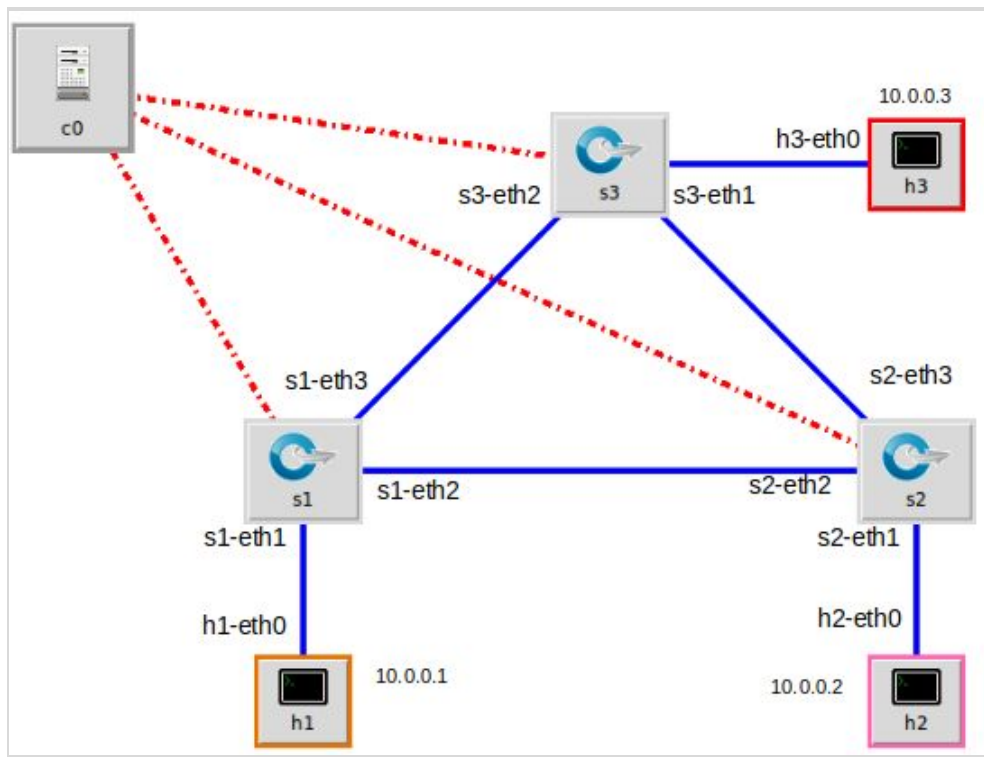 10.0.0.3
c0
h3-eth0
h3
s3
s3-eth2
s3-eth1
s1-eth3
s2-eth3
s1
s1-eth2
s2-eth2
s2
s1-eth1
s2-eth1
h1-eth0
h2-eth0
10.0.0.1
10.0.0.2
h1
h2